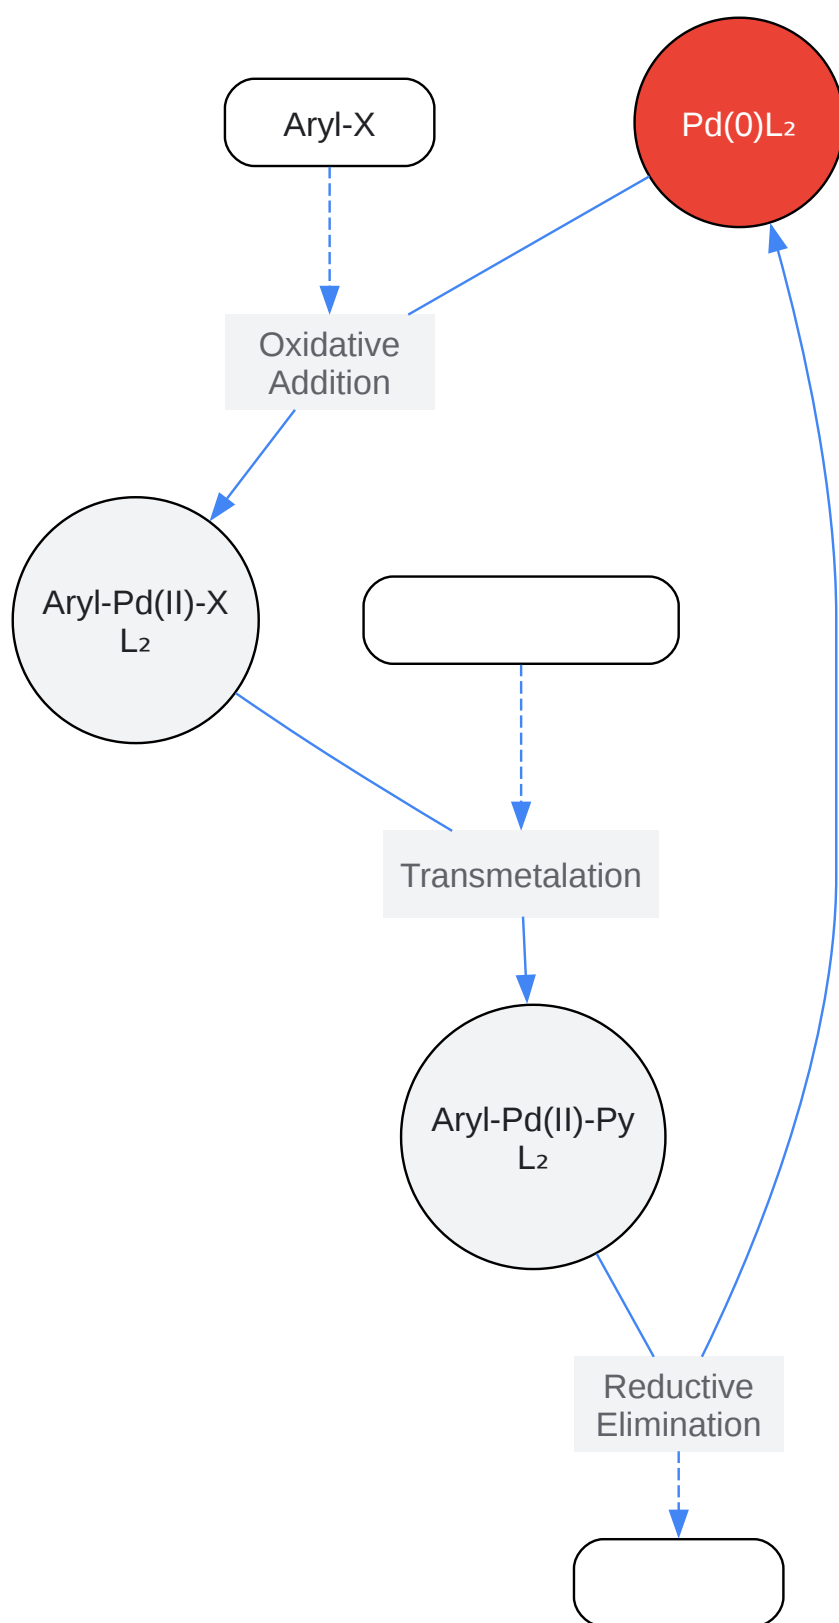 Aryl-X
Pd(0)L₂
Oxidative
Addition
Aryl-Pd(II)-X
L₂
Transmetalation
Aryl-Pd(II)-Py
L₂
Reductive
Elimination